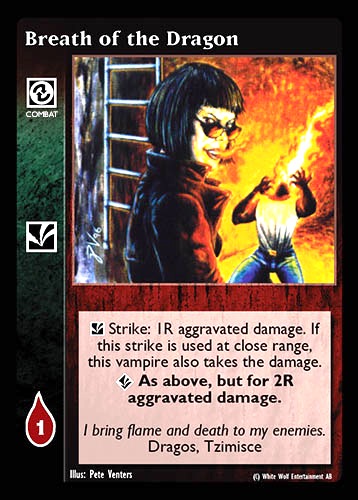 Breath of the Dragon
COMBAT
PV96
Strike: 1R aggravated damage. If
this strike is used at close range,
this vampire also takes the damage.
As above, but for 2R
aggravated damage.
I bring flame and death to my enemies.
Dragos, Tzimisce
1
Illus: Pete Venters
(C) White Wolf Entertainment AB